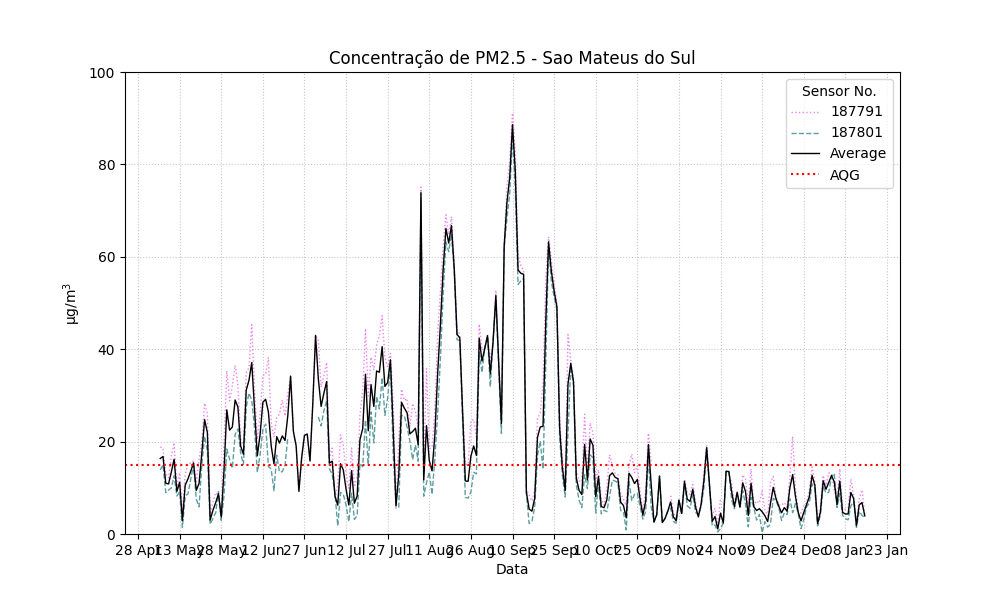 Concentração de PM2.5 - Sao Mateus do Sul
Sensor No.
187791
187801
Average
AQG
100
80
60
40
20
0
µg/m³
28 Apr 13 May 28 May 12 Jun 27 Jun 12 Jul 27 Jul 11 Aug 26 Aug 10 Sep 25 Sep 10 Oct 25 Oct 09 Nov 24 Nov 09 Dec 24 Dec 08 Jan 23 Jan
Data